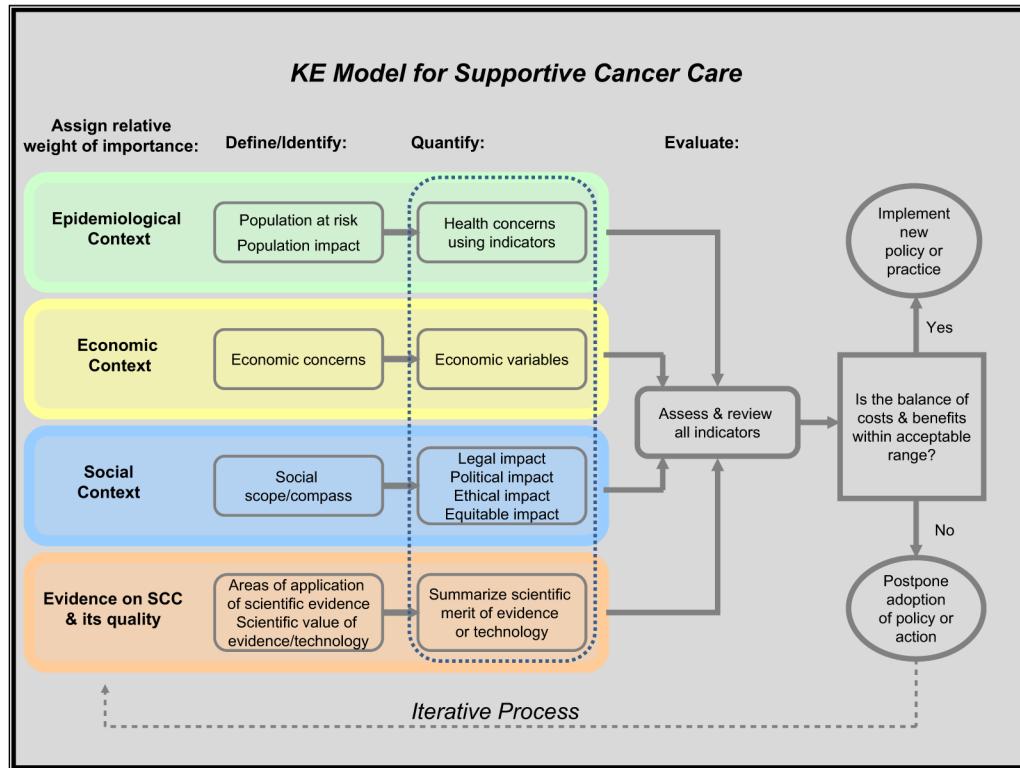 KE Model for Supportive Cancer Care
Assign relative
weight of importance:
Define/Identify:
Quantify:
Evaluate:
Epidemiological
Context
Population at risk
Population impact
Health concerns
using indicators
Economic
Context
Economic concerns
Economic variables
Social
Context
Social
scope/compass
Legal impact
Political impact
Ethical impact
Equitable impact
Evidence on SCC
& its quality
Areas of application
of scientific evidence
Scientific value of
evidence/technology
Summarize scientific
merit of evidence
or technology
Assess & review
all indicators
Is the balance of
costs & benefits
within acceptable
range?
Yes
Implement
new
policy or
practice
No
Postpone
adoption
of policy or
action
Iterative Process